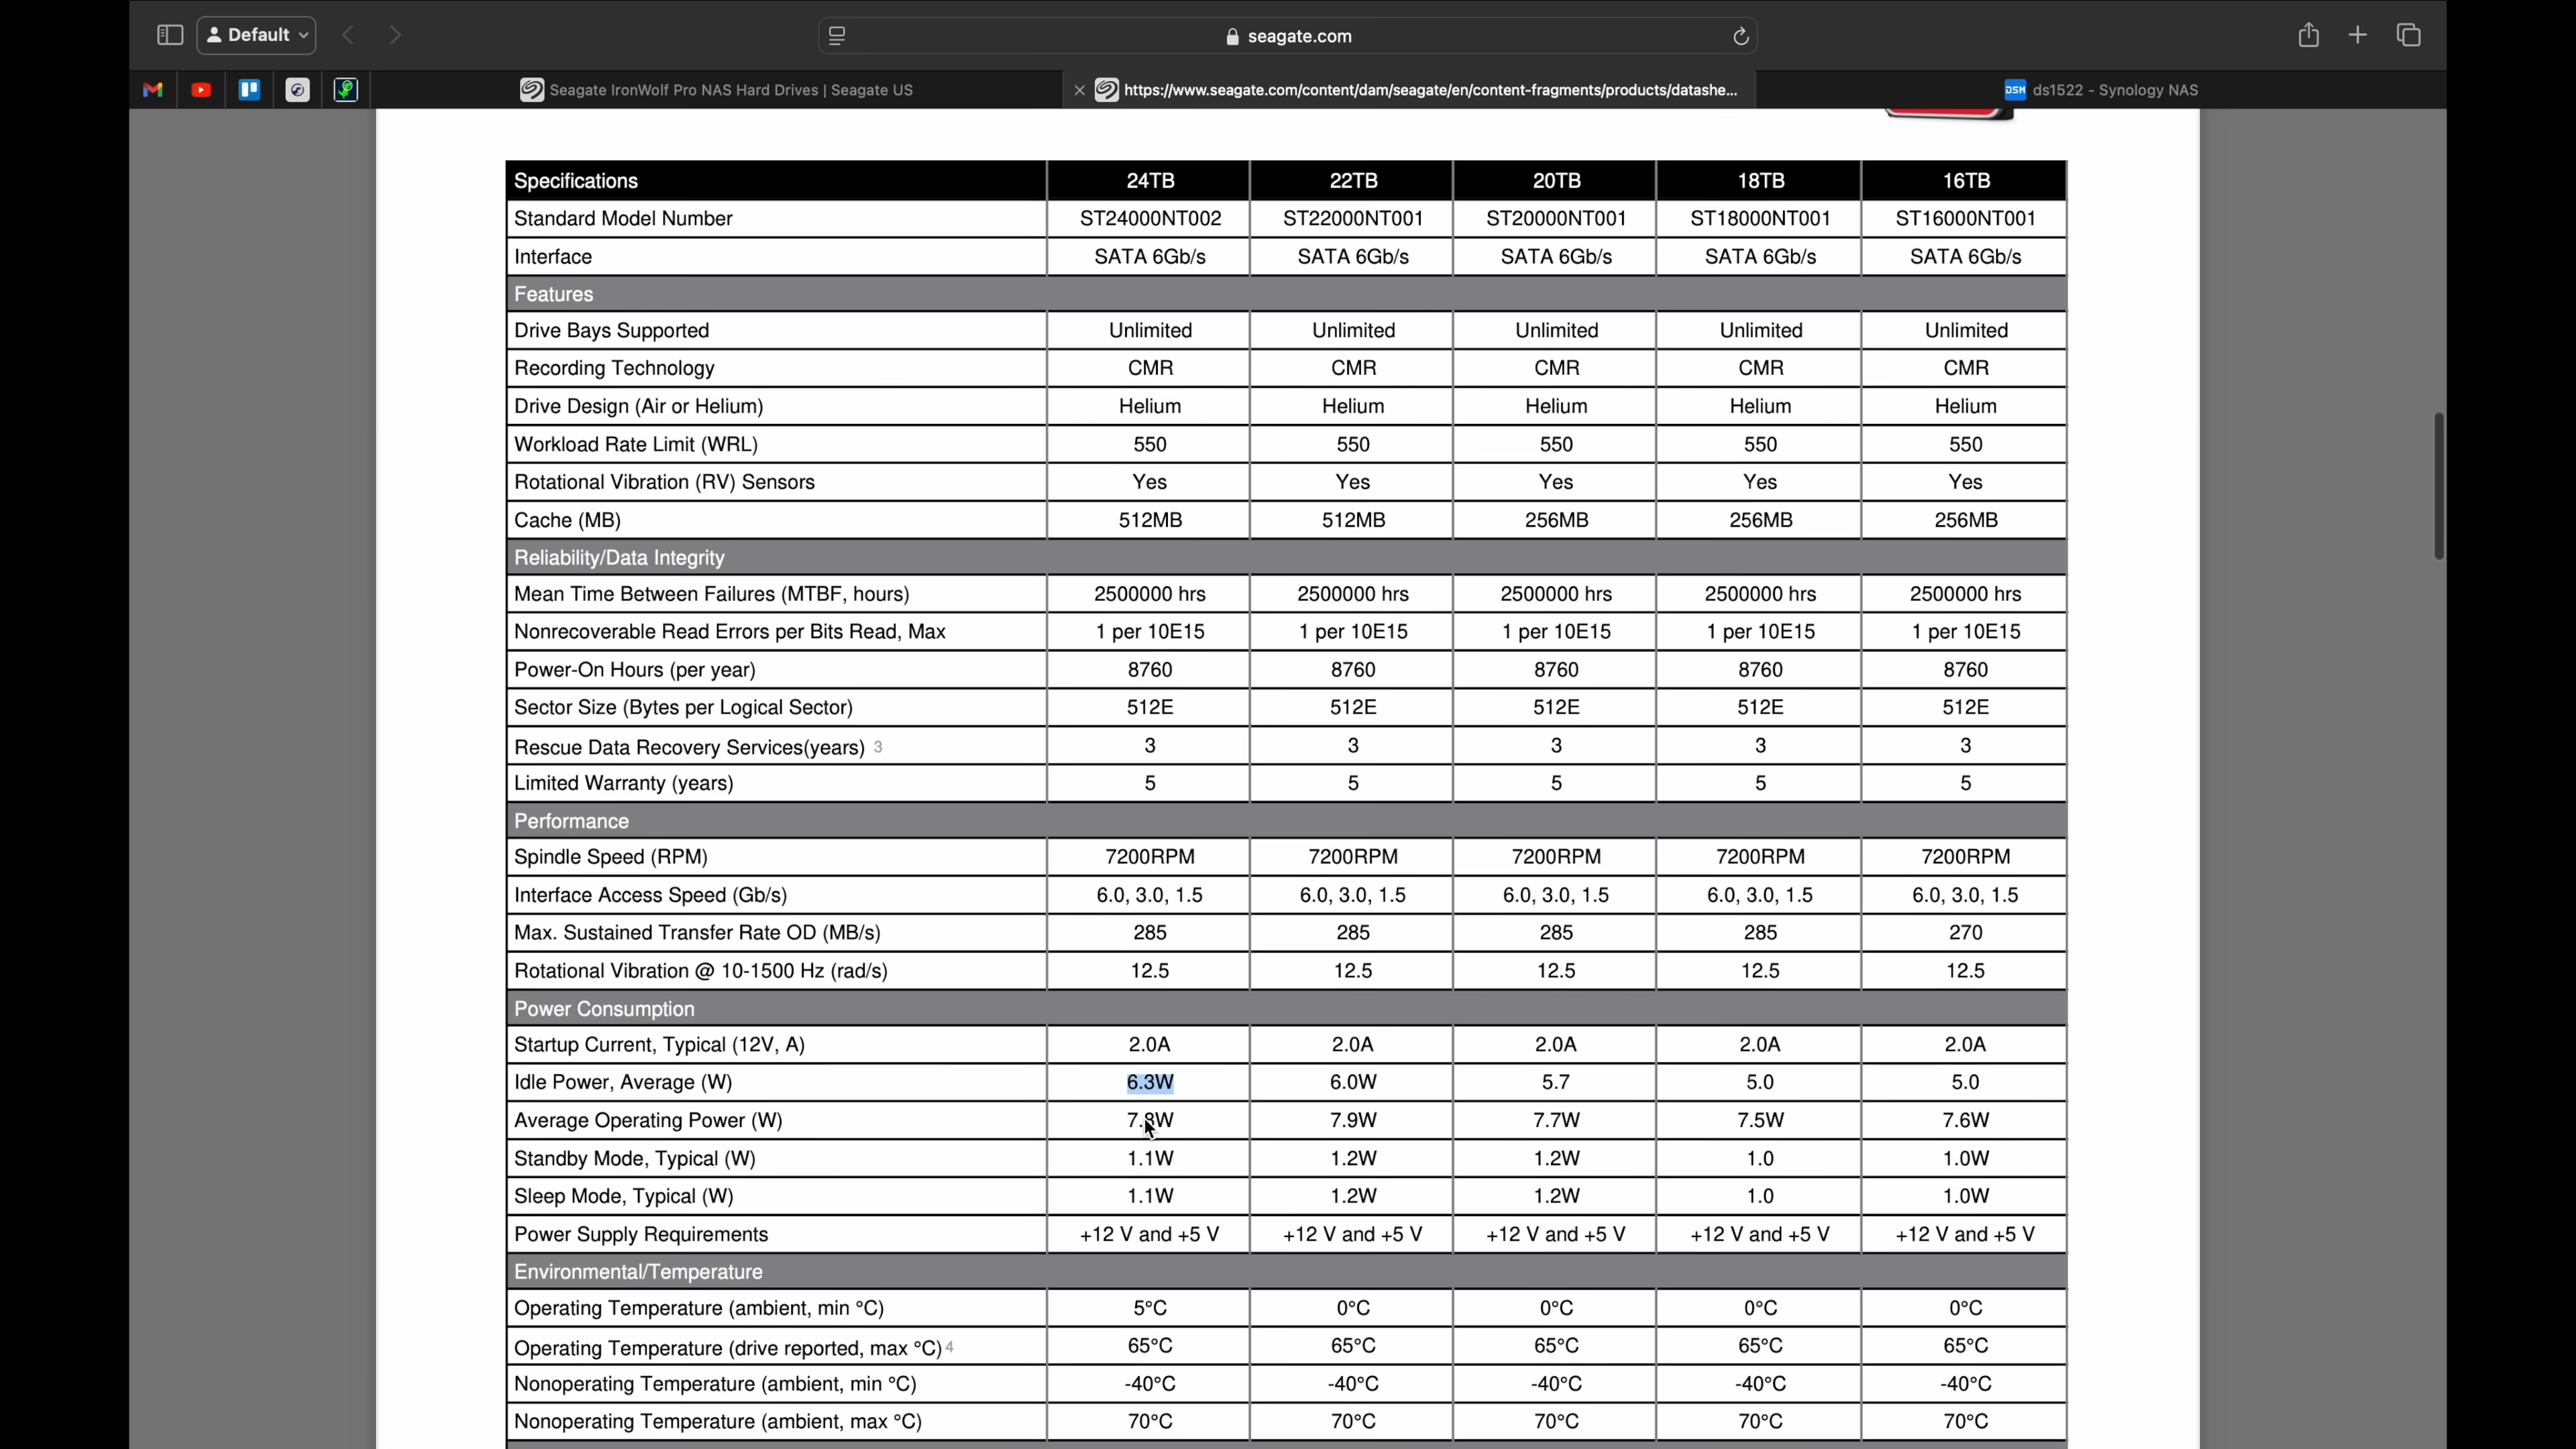 Default
seagate.com
Seagate IronWolf Pro NAS Hard Drives | Seagate US
https://www.seagate.com/content/dam/seagate/en/content-fragments/products/datashe...
DSM ds1522 - Synology NAS
Specifications 24TB 22TB 20TB 18TB 16TB
Standard Model Number ST24000NT002 ST22000NT001 ST20000NT001 ST18000NT001 ST16000NT001
Interface SATA 6Gb/s SATA 6Gb/s SATA 6Gb/s SATA 6Gb/s SATA 6Gb/s
Features
Drive Bays Supported Unlimited Unlimited Unlimited Unlimited Unlimited
Recording Technology CMR CMR CMR CMR CMR
Drive Design (Air or Helium) Helium Helium Helium Helium Helium
Workload Rate Limit (WRL) 550 550 550 550 550
Rotational Vibration (RV) Sensors Yes Yes Yes Yes Yes
Cache (MB) 512MB 512MB 256MB 256MB 256MB
Reliability/Data Integrity
Mean Time Between Failures (MTBF, hours) 2500000 hrs 2500000 hrs 2500000 hrs 2500000 hrs 2500000 hrs
Nonrecoverable Read Errors per Bits Read, Max 1 per 10E15 1 per 10E15 1 per 10E15 1 per 10E15 1 per 10E15
Power-On Hours (per year) 8760 8760 8760 8760 8760
Sector Size (Bytes per Logical Sector) 512E 512E 512E 512E 512E
Rescue Data Recovery Services(years) 3 3 3 3 3 3
Limited Warranty (years) 5 5 5 5 5
Performance
Spindle Speed (RPM) 7200RPM 7200RPM 7200RPM 7200RPM 7200RPM
Interface Access Speed (Gb/s) 6.0, 3.0, 1.5 6.0, 3.0, 1.5 6.0, 3.0, 1.5 6.0, 3.0, 1.5 6.0, 3.0, 1.5
Max. Sustained Transfer Rate OD (MB/s) 285 285 285 285 270
Rotational Vibration @ 10-1500 Hz (rad/s) 12.5 12.5 12.5 12.5 12.5
Power Consumption
Startup Current, Typical (12V, A) 2.0A 2.0A 2.0A 2.0A 2.0A
Idle Power, Average (W) 6.3W 6.0W 5.7 5.0 5.0
Average Operating Power (W) 7.8W 7.9W 7.7W 7.5W 7.6W
Standby Mode, Typical (W) 1.1W 1.2W 1.2W 1.0 1.0W
Sleep Mode, Typical (W) 1.1W 1.2W 1.2W 1.0 1.0W
Power Supply Requirements +12 V and +5 V +12 V and +5 V +12 V and +5 V +12 V and +5 V +12 V and +5 V
Environmental/Temperature
Operating Temperature (ambient, min °C) 5°C 0°C 0°C 0°C 0°C
Operating Temperature (drive reported, max °C) 4 65°C 65°C 65°C 65°C 65°C
Nonoperating Temperature (ambient, min °C) -40°C -40°C -40°C -40°C -40°C
Nonoperating Temperature (ambient, max °C) 70°C 70°C 70°C 70°C 70°C